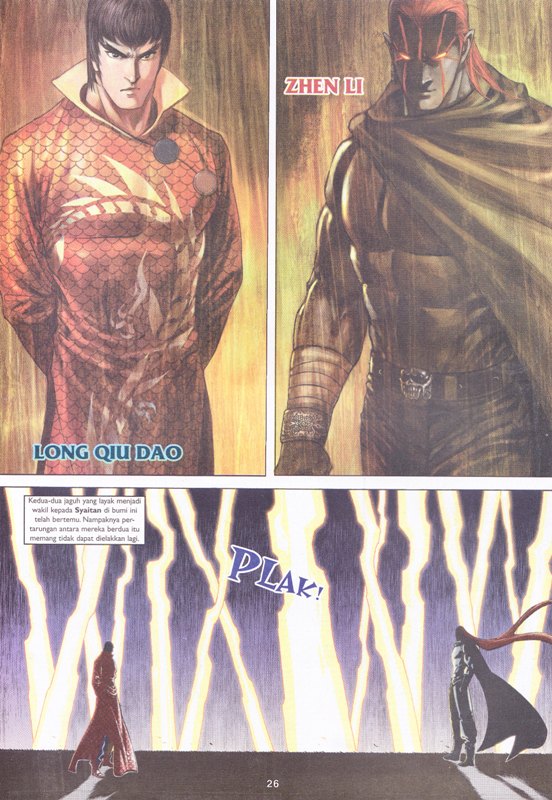 ZHEN LI
LONG QIU DAO
Kedua-dua jaguh yang layak menjadi
wakil kepada Syaitan di bumi ini
telah bertemu. Nampaknya per-
tarungan antara mereka berdua itu
memang tidak dapat dielakkan lagi.
PLAK!
26